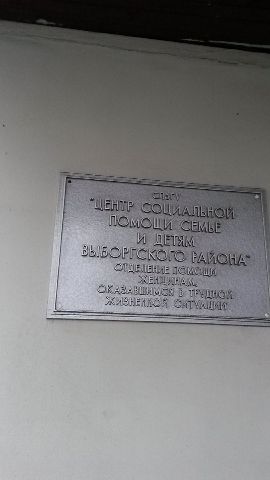 СПбГУ
"ЦЕНТР СОЦИАЛЬНОЙ
ПОМОЩИ СЕМЬЕ
И ДЕТЯМ
ВЫБОРГСКОГО РАЙОНА"
ОТДЕЛЕНИЕ ПОМОЩИ
ЖЕНЩИНАМ,
ОКАЗАВШИМСЯ В ТРУДНОЙ
ЖИЗНЕННОЙ СИТУАЦИИ